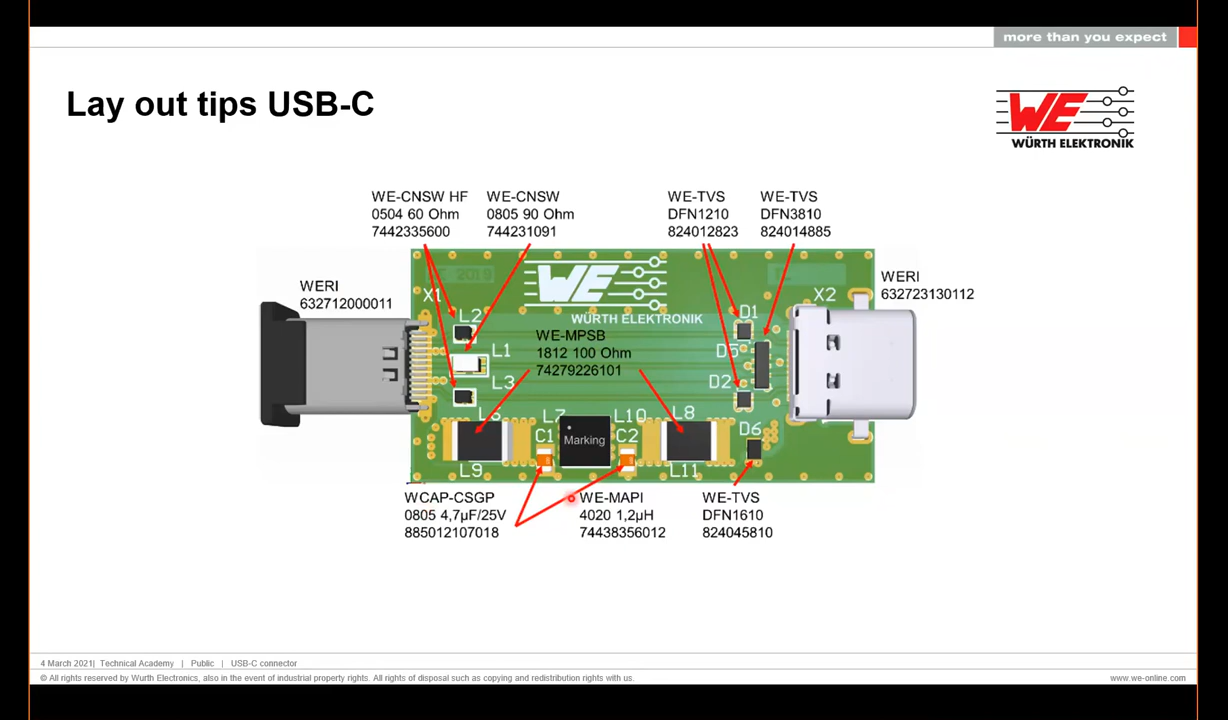 more than you expect
Lay out tips USB-C
WE
WÜRTH ELEKTRONIK
WE-CNSW HF
0504 60 Ohm
7442335600
WE-CNSW
0805 90 Ohm
744231091
WE-TVS
DFN1210
824012823
WE-TVS
DFN3810
824014885
WERI
632712000011
WERI
632723130112
2019
X1
X2
WE
WÜRTH ELEKTRONIK
L2
D1
WE-MPSB
1812 100 Ohm
74279226101
L1
D5
L3
D2
L6
L7
L10
L8
C1
Marking
C2
D6
L9
L11
WCAP-CSGP
0805 4,7µF/25V
885012107018
WE-MAPI
4020 1,2µH
74438356012
WE-TVS
DFN1610
824045810
4 March 2021| Technical Academy | Public | USB-C connector
© All rights reserved by Wurth Electronics, also in the event of industrial property rights. All rights of disposal such as copying and redistribution rights with us.
www.we-online.com